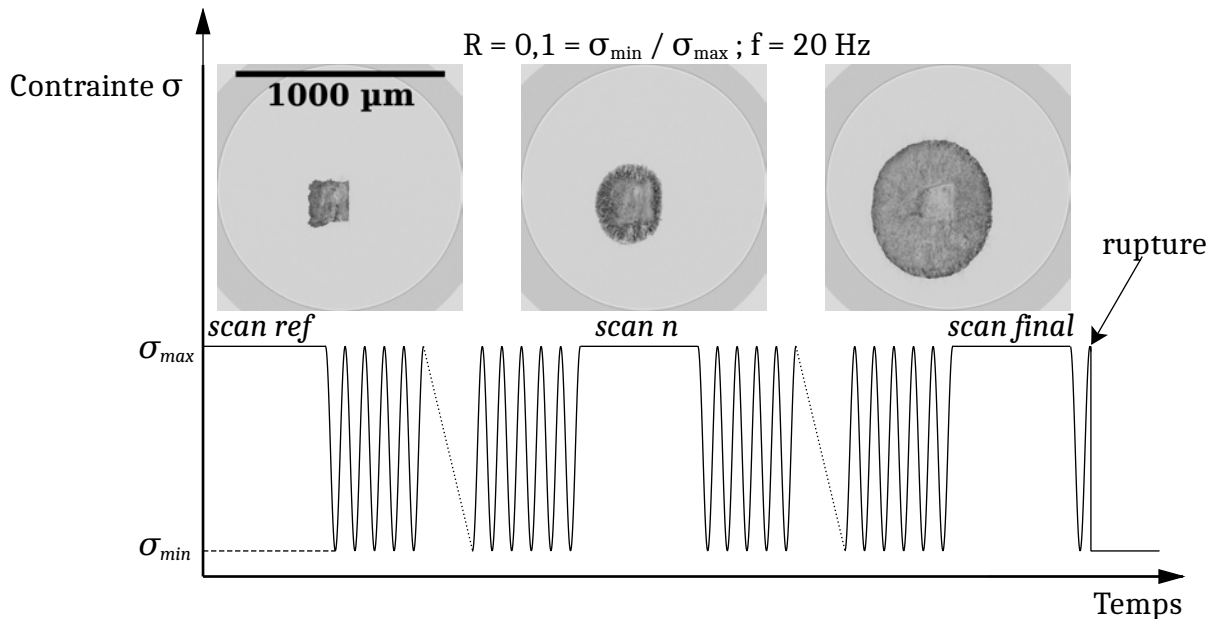 R = 0,1 = σmin / σmax ; f = 20 Hz
Contrainte σ
1000 µm
rupture
scan ref
scan n
scan final
σmax
σmin
Temps